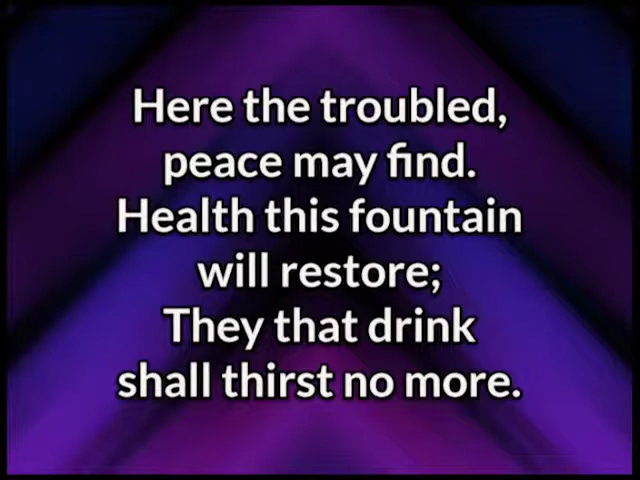 Here the troubled,
peace may find.
Health this fountain
will restore;
They that drink
shall thirst no more.